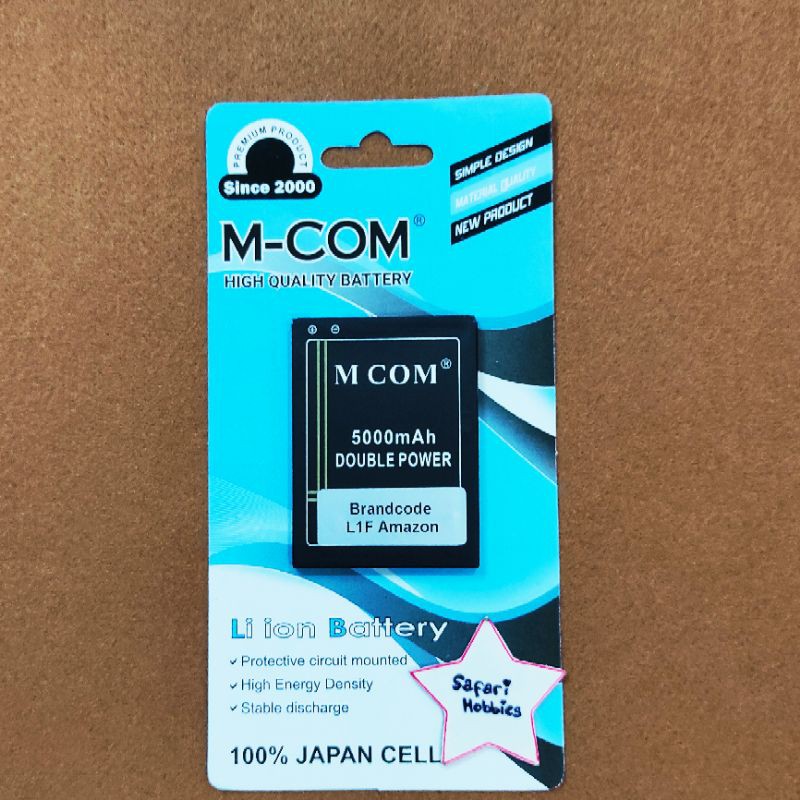 PREMIUM PRODUCT
Since 2000
SIMPLE DESIGN
MATERIAL QUALITY
NEW PRODUCT
M-COM®
HIGH QUALITY BATTERY
M COM®
5000mAh
DOUBLE POWER
Brandcode
L1F Amazon
Li ion Battery
✓ Protective circuit mounted
✓ High Energy Density
✓ Stable discharge
100% JAPAN CELL
Safari
Hobbies